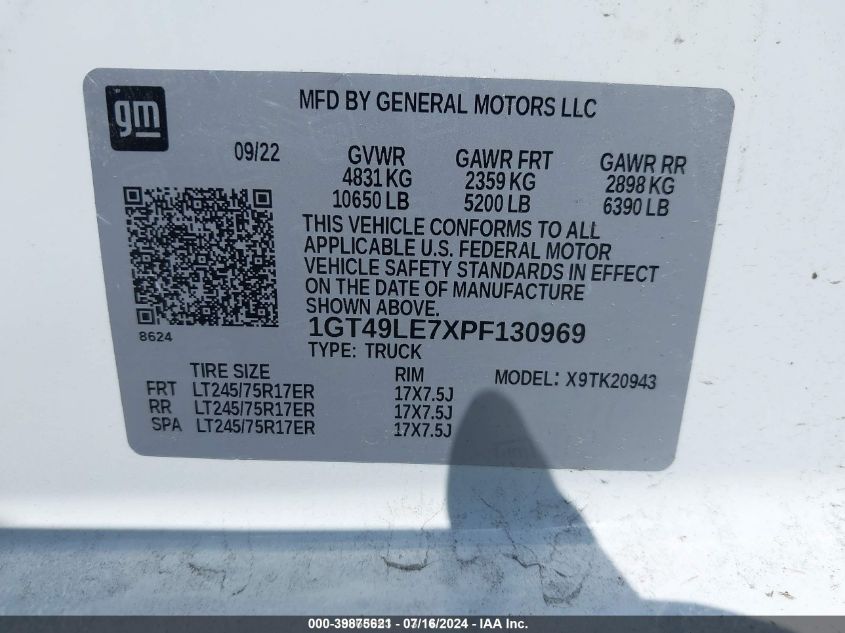 gm
MFD BY GENERAL MOTORS LLC
09/22 GVWR GAWR FRT GAWR RR
4831 KG 2359 KG 2898 KG
10650 LB 5200 LB 6390 LB
THIS VEHICLE CONFORMS TO ALL
APPLICABLE U.S. FEDERAL MOTOR
VEHICLE SAFETY STANDARDS IN EFFECT
ON THE DATE OF MANUFACTURE
SHOWN ABOVE.
8624
1GT49LE7XPF130969
TYPE: TRUCK
TIRE SIZE RIM MODEL: X9TK20943
FRT LT245/75R17ER 17X7.5J
RR LT245/75R17ER 17X7.5J
SPA LT245/75R17ER 17X7.5J
000-39875621 - 07/16/2024 - IAA Inc.